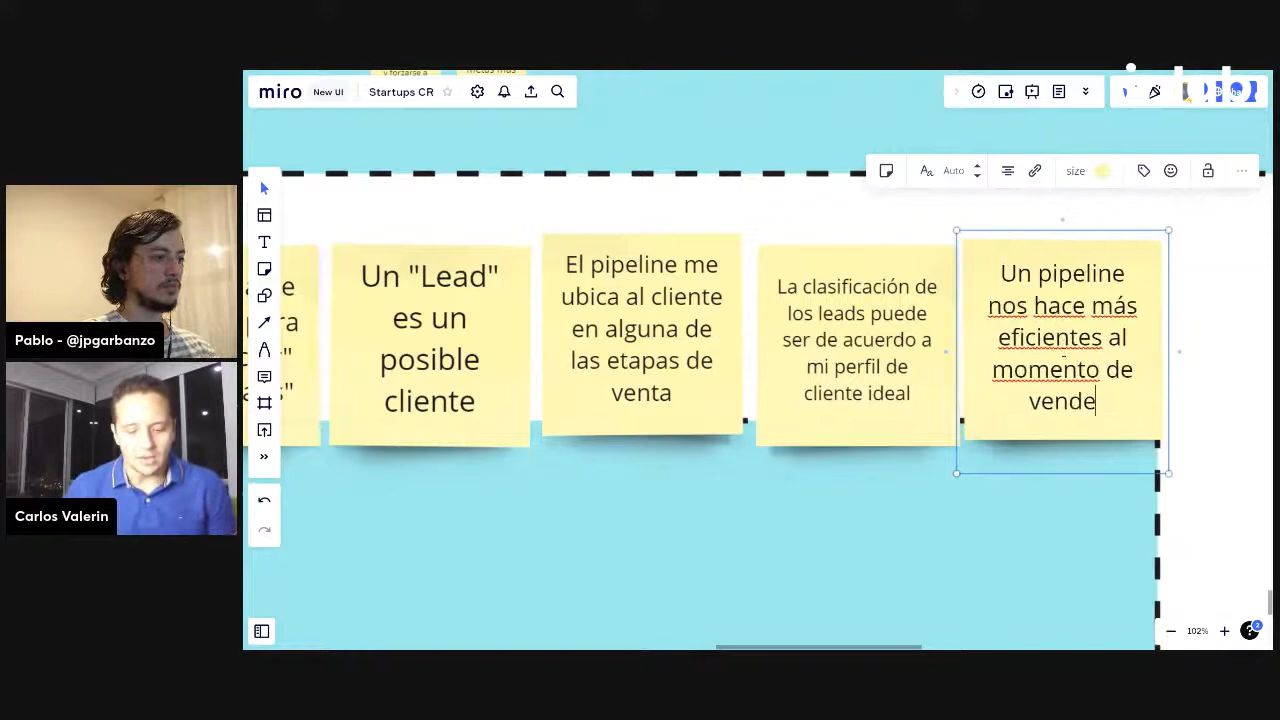 miro
New UI
Startups CR
Auto
size
Un "Lead"
es un
posible
cliente
El pipeline me
ubica al cliente
en alguna de
las etapas de
venta
La clasificación de
los leads puede
ser de acuerdo a
mi perfil de
cliente ideal
Un pipeline
nos hace más
eficientes al
momento de
vende
Pablo - @jpgarbanzo
Carlos Valerin
102%
2